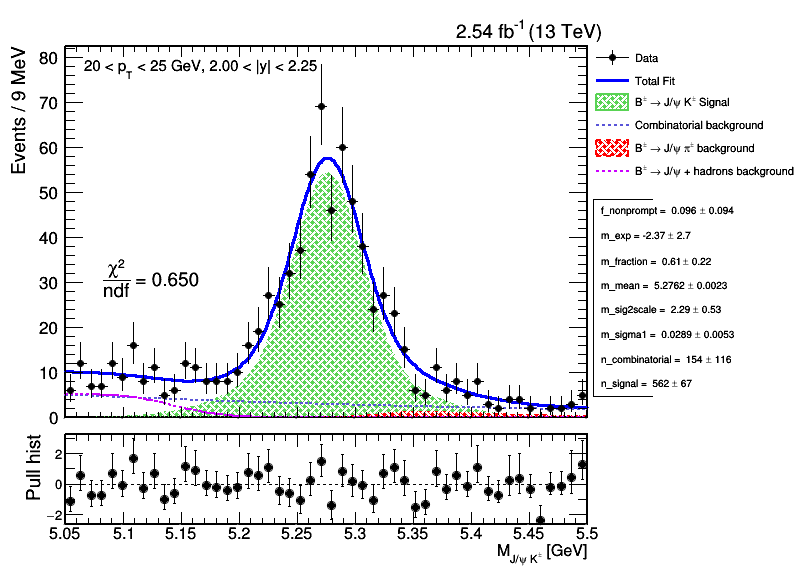 2.54 fb⁻¹ (13 TeV)
Events / 9 MeV
20 < p_T < 25 GeV, 2.00 < |y| < 2.25
80
70
60
50
40
30
20
10
0
χ²/ndf = 0.650
Data
Total Fit
B± → J/ψ K± Signal
Combinatorial background
B± → J/ψ π± background
B± → J/ψ + hadrons background
f_nonprompt = 0.096 ± 0.094
m_exp = -2.37 ± 2.7
m_fraction = 0.61 ± 0.22
m_mean = 5.2762 ± 0.0023
m_sig2scale = 2.29 ± 0.53
m_sigma1 = 0.0289 ± 0.0053
n_combinatorial = 154 ± 116
n_signal = 562 ± 67
Pull hist
2
0
−2
5.05 5.1 5.15 5.2 5.25 5.3 5.35 5.4 5.45 5.5
M_J/ψ K± [GeV]